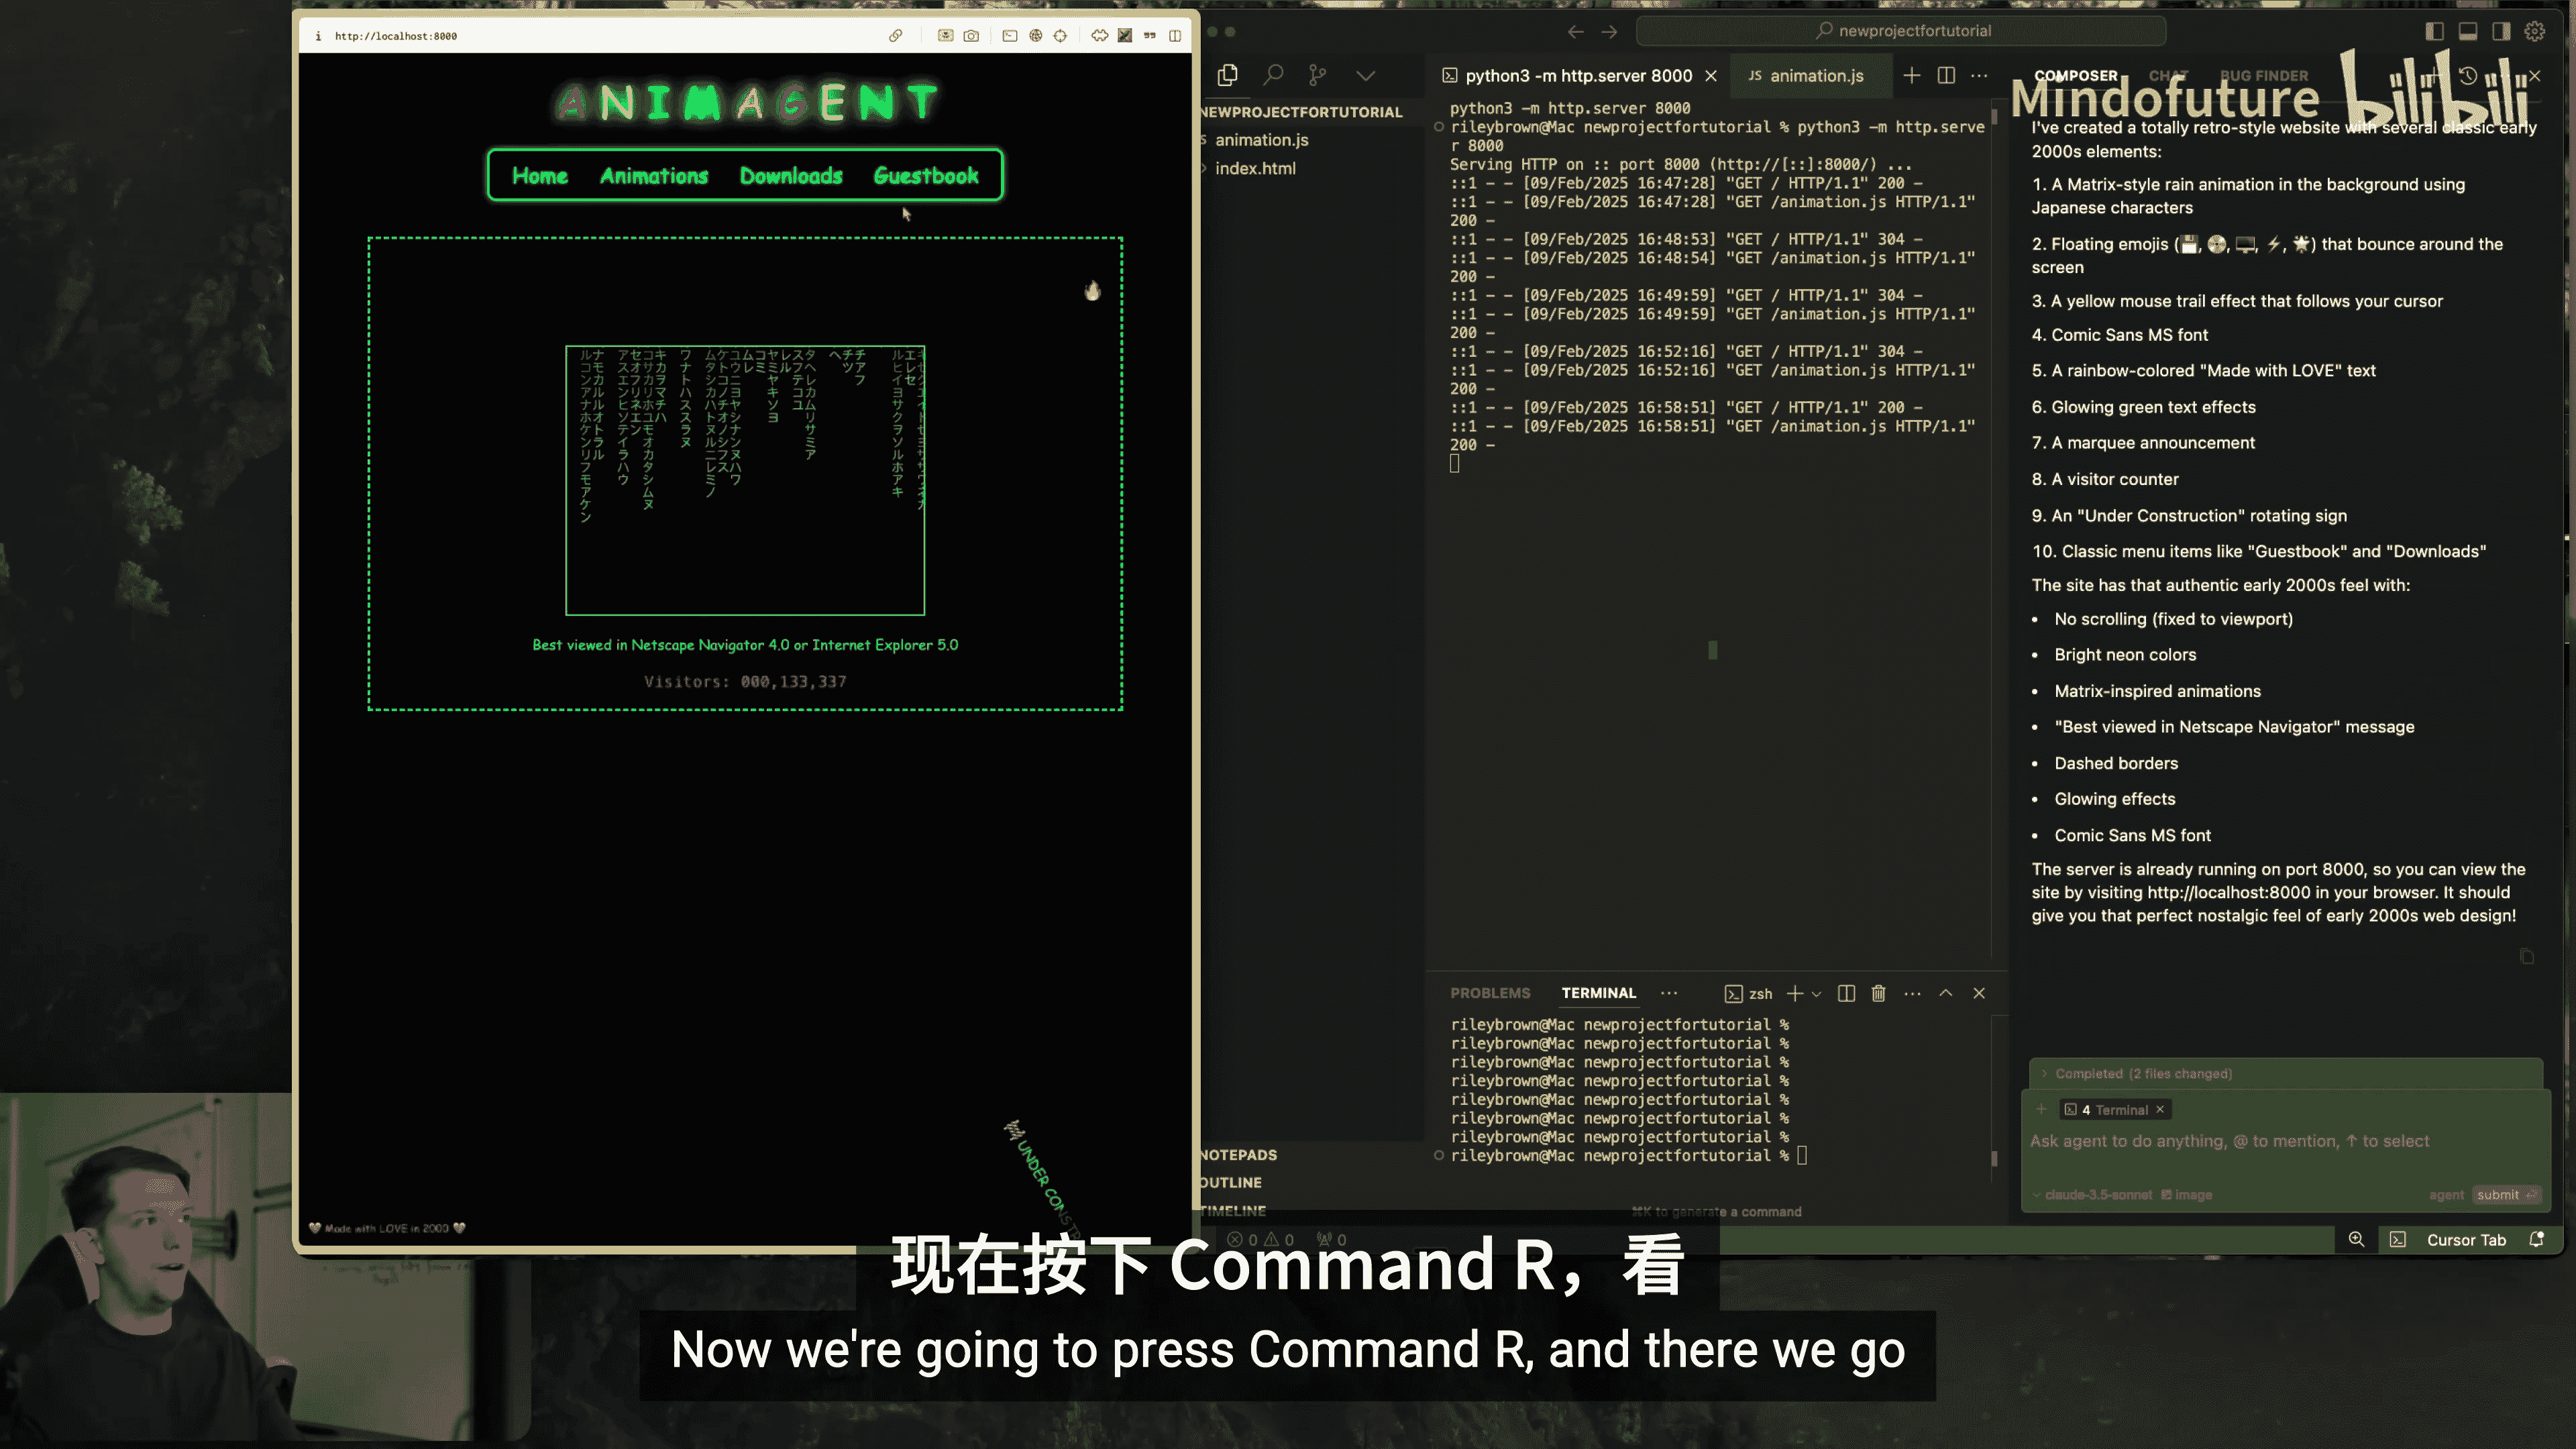 http://localhost:8000
ANIMAGENT
Home Animations Downloads Guestbook
Best viewed in Netscape Navigator 4.0 or Internet Explorer 5.0
Visitors: 000,133,337
UNDER CONST
Made with LOVE in 2000
newprojectfortutorial
NEWPROJECTFORTUTORIAL
animation.js
index.html
NOTEPADS
OUTLINE
TIMELINE
python3 -m http.server 8000
JS animation.js
python3 -m http.server 8000
rileybrown@Mac newprojectfortutorial % python3 -m http.serve
r 8000
Serving HTTP on :: port 8000 (http://[::]:8000/) ...
::1 - - [09/Feb/2025 16:47:28] "GET / HTTP/1.1" 200 -
::1 - - [09/Feb/2025 16:47:28] "GET /animation.js HTTP/1.1"
200 -
::1 - - [09/Feb/2025 16:48:53] "GET / HTTP/1.1" 304 -
::1 - - [09/Feb/2025 16:48:54] "GET /animation.js HTTP/1.1"
200 -
::1 - - [09/Feb/2025 16:49:59] "GET / HTTP/1.1" 304 -
::1 - - [09/Feb/2025 16:49:59] "GET /animation.js HTTP/1.1"
200 -
::1 - - [09/Feb/2025 16:52:16] "GET / HTTP/1.1" 304 -
::1 - - [09/Feb/2025 16:52:16] "GET /animation.js HTTP/1.1"
200 -
::1 - - [09/Feb/2025 16:58:51] "GET / HTTP/1.1" 200 -
::1 - - [09/Feb/2025 16:58:51] "GET /animation.js HTTP/1.1"
200 -
PROBLEMS TERMINAL zsh
rileybrown@Mac newprojectfortutorial %
rileybrown@Mac newprojectfortutorial %
rileybrown@Mac newprojectfortutorial %
rileybrown@Mac newprojectfortutorial %
rileybrown@Mac newprojectfortutorial %
rileybrown@Mac newprojectfortutorial %
rileybrown@Mac newprojectfortutorial %
rileybrown@Mac newprojectfortutorial %
⌘K to generate a command
0 0 0
COMPOSER CHAT BUG FINDER
Mindofuture bilibili
I've created a totally retro-style website with several classic early
2000s elements:
1. A Matrix-style rain animation in the background using
Japanese characters
2. Floating emojis (💾, 💿, 🖥️, ⚡, 🌟) that bounce around the
screen
3. A yellow mouse trail effect that follows your cursor
4. Comic Sans MS font
5. A rainbow-colored "Made with LOVE" text
6. Glowing green text effects
7. A marquee announcement
8. A visitor counter
9. An "Under Construction" rotating sign
10. Classic menu items like "Guestbook" and "Downloads"
The site has that authentic early 2000s feel with:
• No scrolling (fixed to viewport)
• Bright neon colors
• Matrix-inspired animations
• "Best viewed in Netscape Navigator" message
• Dashed borders
• Glowing effects
• Comic Sans MS font
The server is already running on port 8000, so you can view the
site by visiting http://localhost:8000 in your browser. It should
give you that perfect nostalgic feel of early 2000s web design!
Completed (2 files changed)
4 Terminal
Ask agent to do anything, @ to mention, ↑ to select
claude-3.5-sonnet image agent submit
Cursor Tab
现在按下 Command R，看
Now we're going to press Command R, and there we go